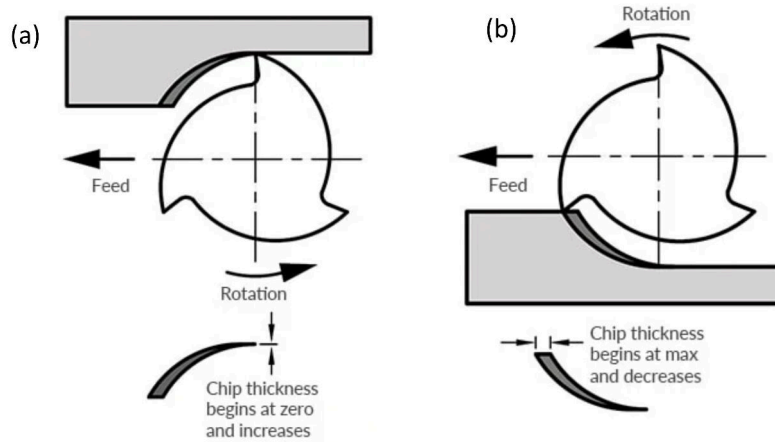 (a)
Feed
Rotation
Chip thickness
begins at zero
and increases
(b)
Rotation
Feed
Chip thickness
begins at max
and decreases